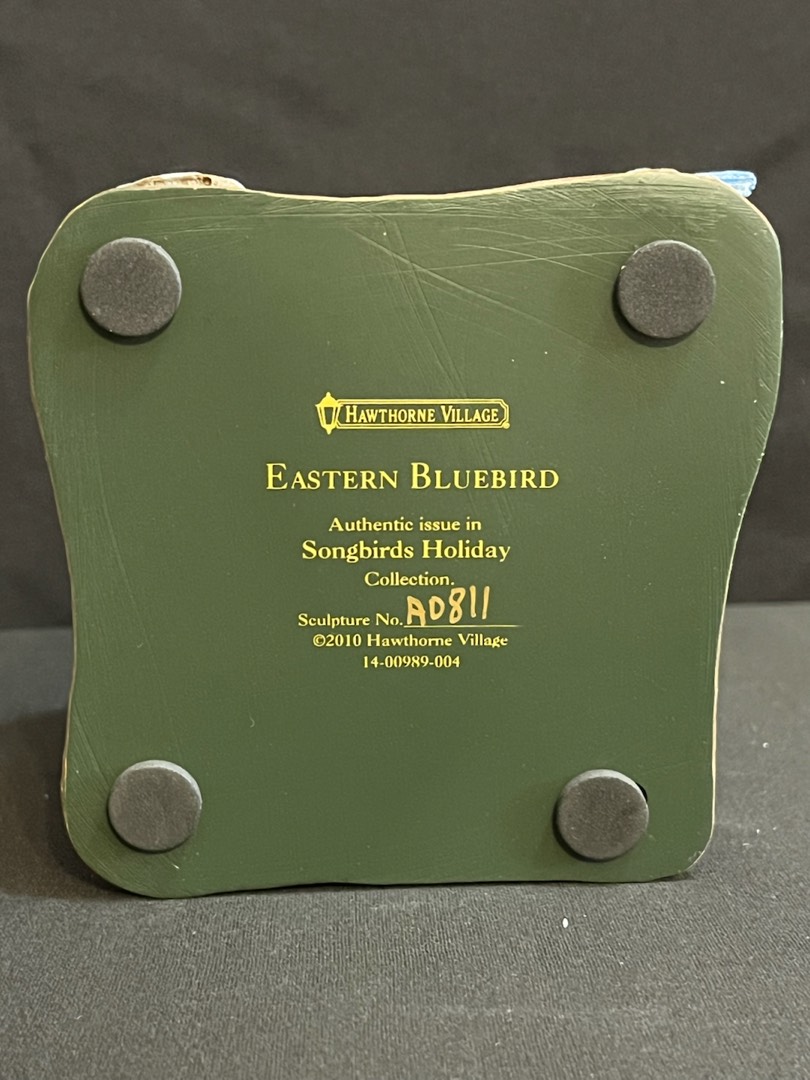 HAWTHORNE VILLAGE
EASTERN BLUEBIRD
Authentic issue in
Songbirds Holiday
Collection.
Sculpture No. A0811
©2010 Hawthorne Village
14-00989-004